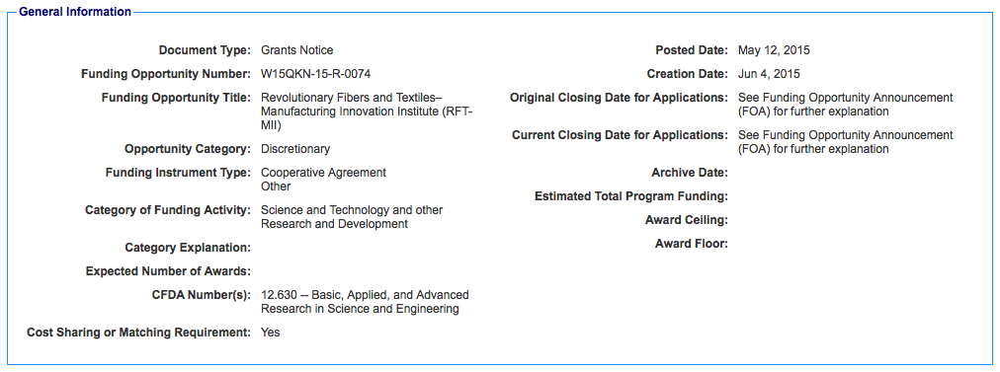 General Information
Document Type: Grants Notice
Funding Opportunity Number: W15QKN-15-R-0074
Funding Opportunity Title: Revolutionary Fibers and Textiles–
Manufacturing Innovation Institute (RFT-
MII)
Opportunity Category: Discretionary
Funding Instrument Type: Cooperative Agreement
Other
Category of Funding Activity: Science and Technology and other
Research and Development
Category Explanation:
Expected Number of Awards:
CFDA Number(s): 12.630 -- Basic, Applied, and Advanced
Research in Science and Engineering
Cost Sharing or Matching Requirement: Yes
Posted Date: May 12, 2015
Creation Date: Jun 4, 2015
Original Closing Date for Applications: See Funding Opportunity Announcement
(FOA) for further explanation
Current Closing Date for Applications: See Funding Opportunity Announcement
(FOA) for further explanation
Archive Date:
Estimated Total Program Funding:
Award Ceiling:
Award Floor: